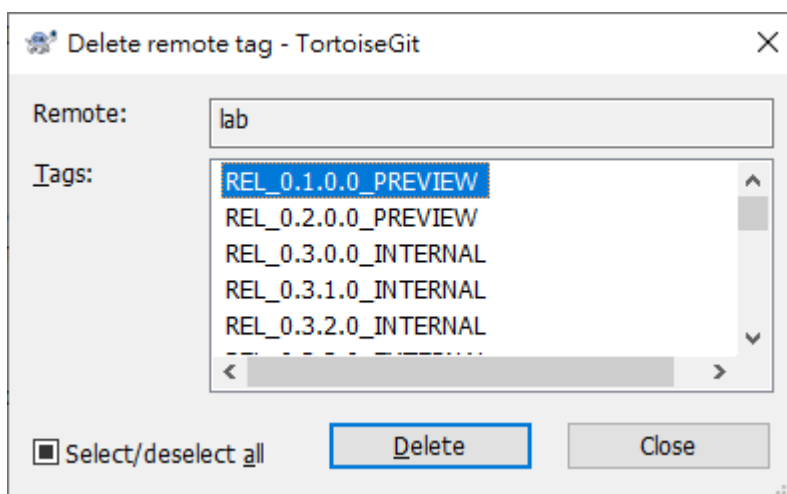 Delete remote tag - TortoiseGit
Remote:
lab
Tags:
REL_0.1.0.0_PREVIEW
REL_0.2.0.0_PREVIEW
REL_0.3.0.0_INTERNAL
REL_0.3.1.0_INTERNAL
REL_0.3.2.0_INTERNAL
Select/deselect all
Delete
Close